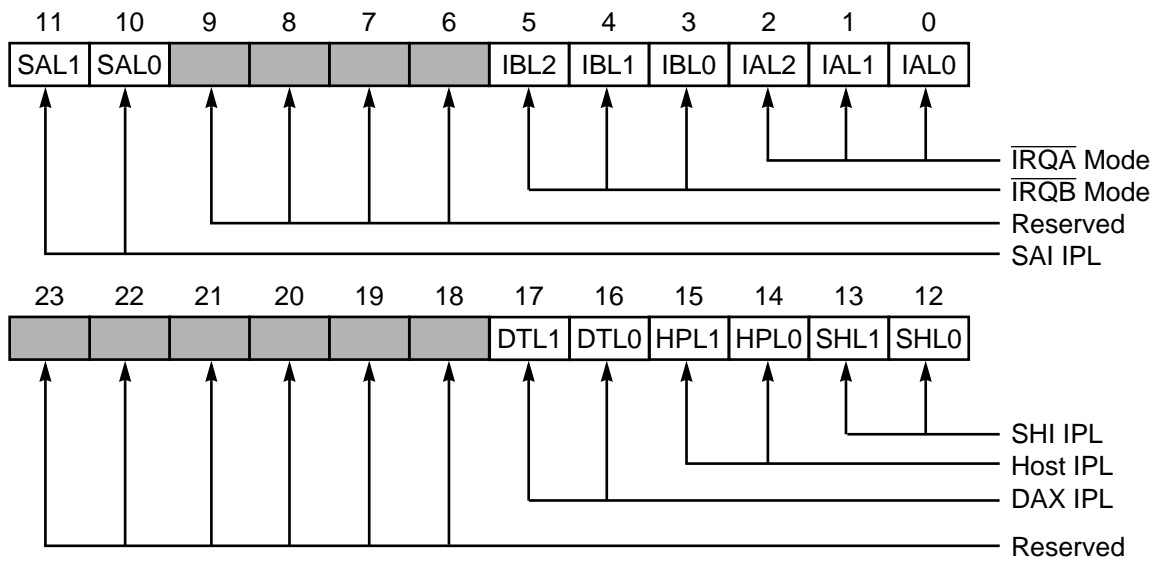 11 10 9 8 7 6 5 4 3 2 1 0
SAL1 SAL0 IBL2 IBL1 IBL0 IAL2 IAL1 IAL0
IRQA Mode
IRQB Mode
Reserved
SAI IPL
23 22 21 20 19 18 17 16 15 14 13 12
DTL1 DTL0 HPL1 HPL0 SHL1 SHL0
SHI IPL
Host IPL
DAX IPL
Reserved